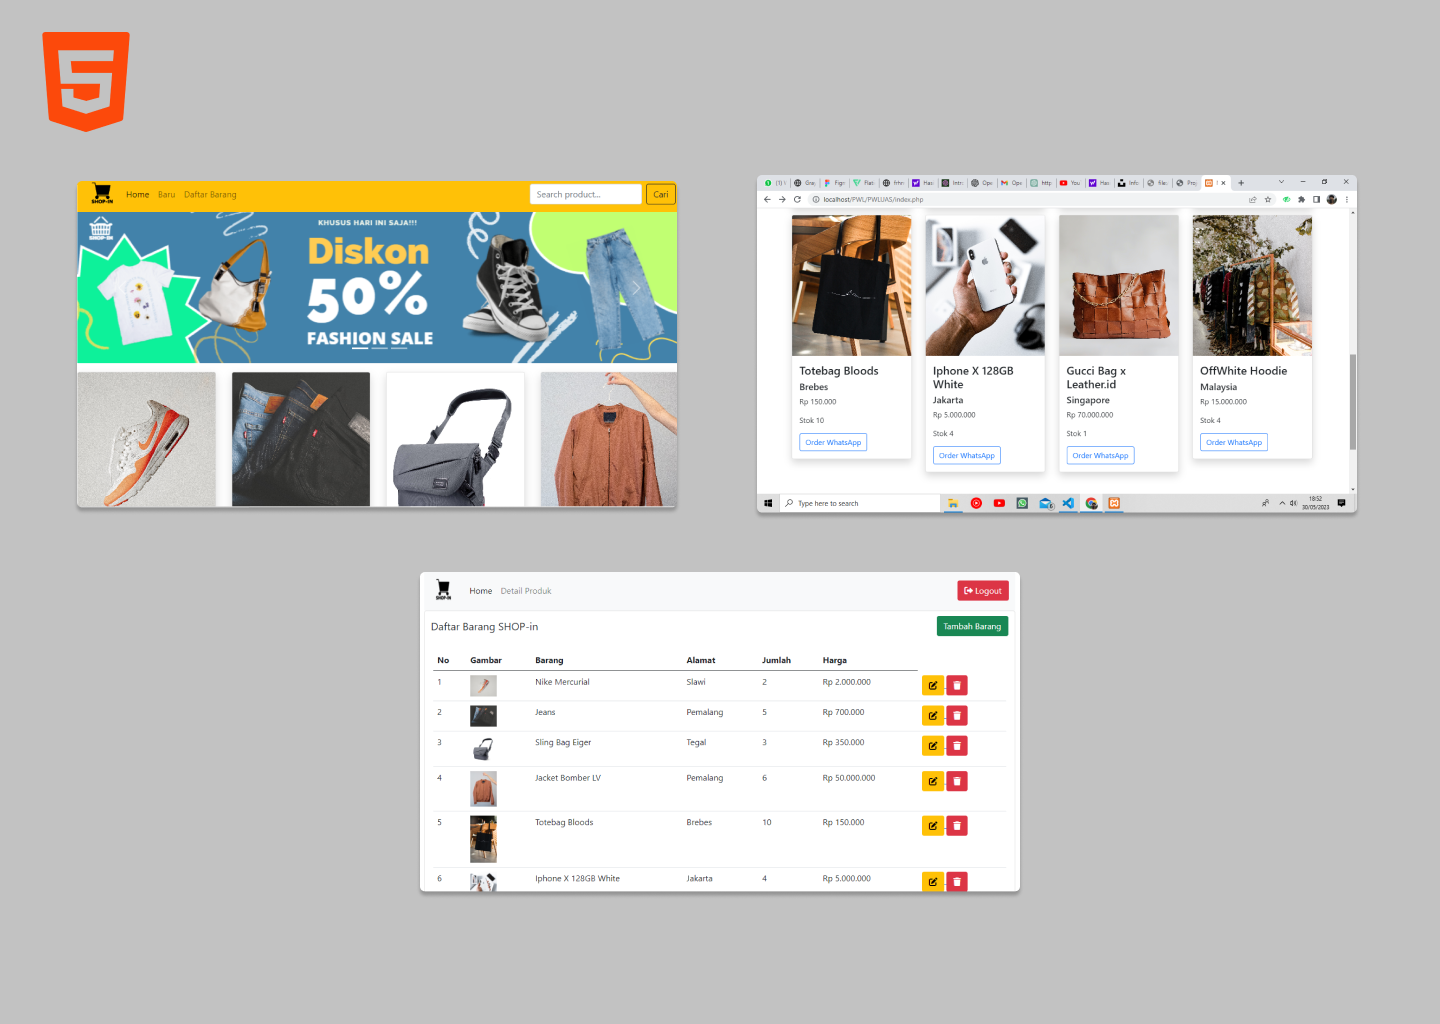 SHOP-IN
Home
Baru
Daftar Barang
Search product...
Cari
SHOP-IN
KHUSUS HARI INI SAJA!!!
Diskon
50%
FASHION SALE
localhost/PWL/PWLUAS/index.php
Totebag Bloods
Brebes
Rp 150.000
Stok 10
Order WhatsApp
Iphone X 128GB
White
Jakarta
Rp 5.000.000
Stok 4
Order WhatsApp
Gucci Bag x
Leather.id
Singapore
Rp 70.000.000
Stok 1
Order WhatsApp
OffWhite Hoodie
Malaysia
Rp 15.000.000
Stok 4
Order WhatsApp
Type here to search
18:52
30/05/2023
SHOP-IN
Home
Detail Produk
Logout
Daftar Barang SHOP-in
Tambah Barang
No Gambar Barang Alamat Jumlah Harga
1 Nike Mercurial Slawi 2 Rp 2.000.000
2 Jeans Pemalang 5 Rp 700.000
3 Sling Bag Eiger Tegal 3 Rp 350.000
4 Jacket Bomber LV Pemalang 6 Rp 50.000.000
5 Totebag Bloods Brebes 10 Rp 150.000
6 Iphone X 128GB White Jakarta 4 Rp 5.000.000